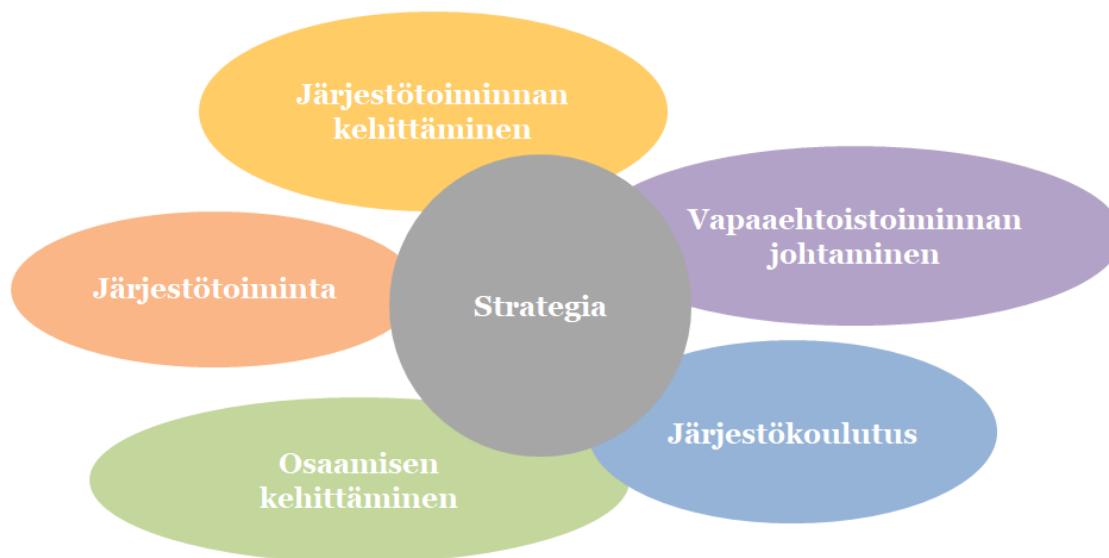 Järjestötoiminnan
kehittäminen
Vapaaehtoistoiminnan
johtaminen
Järjestötoiminta
Strategia
Järjestökoulutus
Osaamisen
kehittäminen